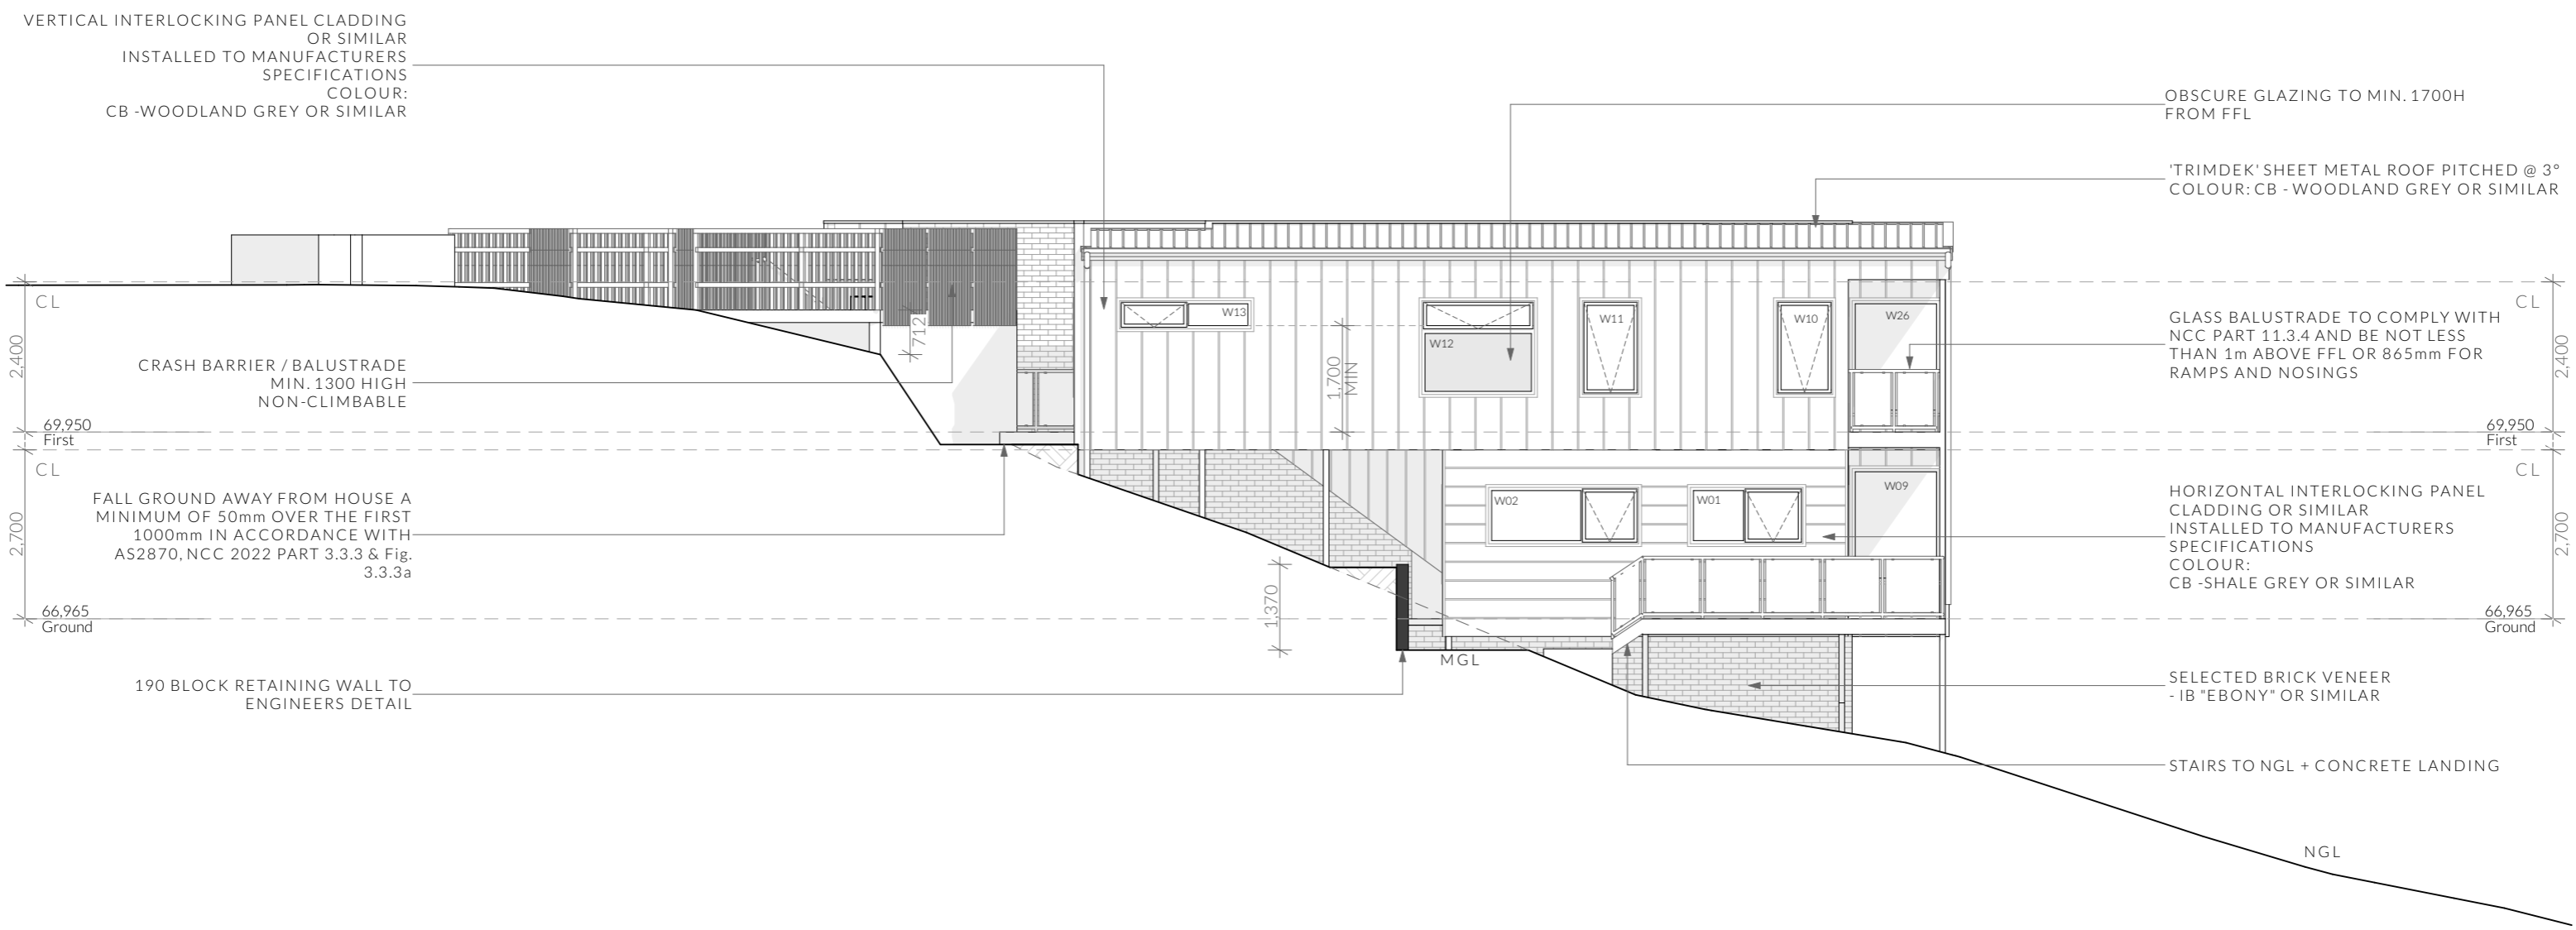 VERTICAL INTERLOCKING PANEL CLADDING
OR SIMILAR
INSTALLED TO MANUFACTURERS
SPECIFICATIONS
COLOUR:
CB -WOODLAND GREY OR SIMILAR
OBSCURE GLAZING TO MIN. 1700H
FROM FFL
'TRIMDEK' SHEET METAL ROOF PITCHED @ 3°
COLOUR: CB - WOODLAND GREY OR SIMILAR
CL
CL
2,400
2,400
W13
W12
W11
W10
W26
712
1,700
MIN
GLASS BALUSTRADE TO COMPLY WITH
NCC PART 11.3.4 AND BE NOT LESS
THAN 1m ABOVE FFL OR 865mm FOR
RAMPS AND NOSINGS
CRASH BARRIER / BALUSTRADE
MIN. 1300 HIGH
NON-CLIMBABLE
69,950
First
69,950
First
CL
CL
2,700
2,700
FALL GROUND AWAY FROM HOUSE A
MINIMUM OF 50mm OVER THE FIRST
1000mm IN ACCORDANCE WITH
AS2870, NCC 2022 PART 3.3.3 & Fig.
3.3.3a
W02
W01
W09
HORIZONTAL INTERLOCKING PANEL
CLADDING OR SIMILAR
INSTALLED TO MANUFACTURERS
SPECIFICATIONS
COLOUR:
CB -SHALE GREY OR SIMILAR
1,370
66,965
Ground
66,965
Ground
MGL
190 BLOCK RETAINING WALL TO
ENGINEERS DETAIL
SELECTED BRICK VENEER
- IB "EBONY" OR SIMILAR
STAIRS TO NGL + CONCRETE LANDING
NGL